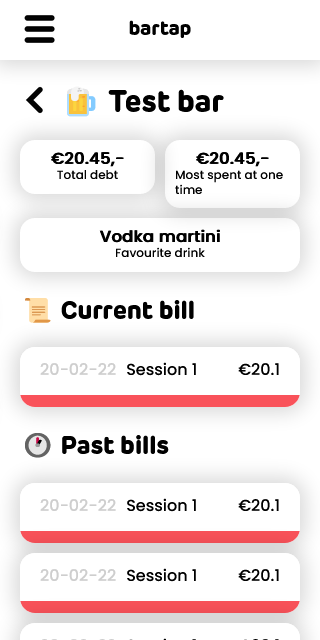 bartap
Test bar
€20.45,-
Total debt
€20.45,-
Most spent at one
time
Vodka martini
Favourite drink
Current bill
20-02-22 Session 1 €20.1
Past bills
20-02-22 Session 1 €20.1
20-02-22 Session 1 €20.1